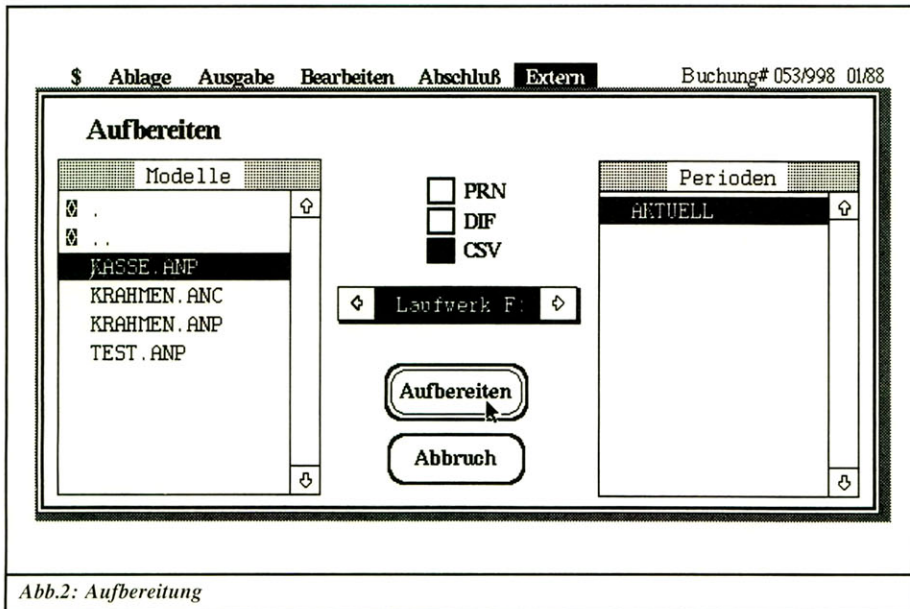 $ Ablage Ausgabe Bearbeiten Abschluß Extern Buchung# 053/998 01/88
Aufbereiten
Modelle
.
..
KASSE.ANP
KRAHMEN.ANC
KRAHMEN.ANP
TEST.ANP
PRN
DIF
CSV
Laufwerk F:
Aufbereiten
Abbruch
Perioden
AKTUELL
Abb.2: Aufbereitung